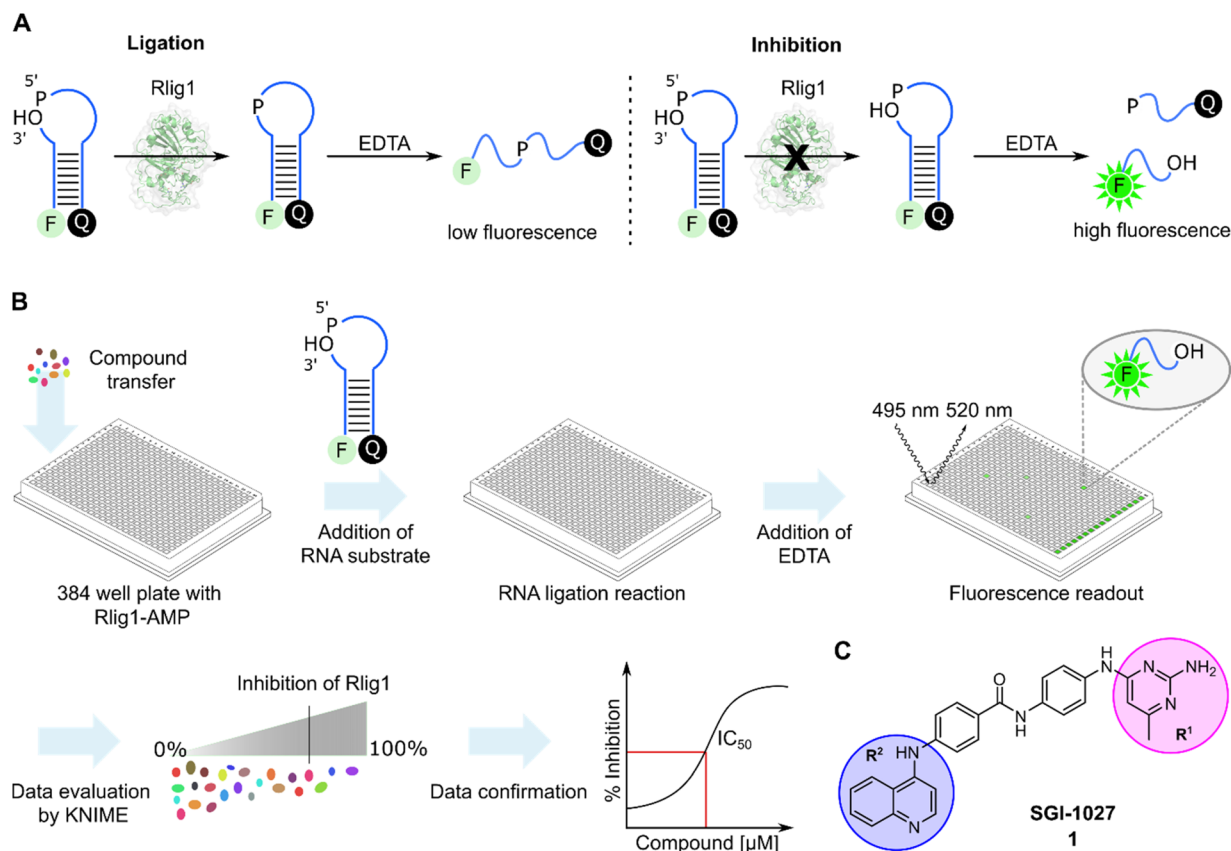 A
Ligation
Inhibition
5'
P
HO
3'
F
Q
Rlig1
P
F
Q
EDTA
F
P
Q
low fluorescence
5'
P
HO
3'
F
Q
Rlig1
X
P
HO
F
Q
EDTA
P
Q
F
OH
high fluorescence
B
Compound
transfer
384 well plate with
Rlig1-AMP
5'
P
HO
3'
F
Q
Addition of
RNA substrate
RNA ligation reaction
Addition of
EDTA
495 nm 520 nm
F
OH
Fluorescence readout
Data evaluation
by KNIME
Inhibition of Rlig1
0%
100%
Data confirmation
% Inhibition
IC50
Compound [µM]
C
R²
HN
N
O
N
H
H
N
N
N
NH2
R¹
SGI-1027
1